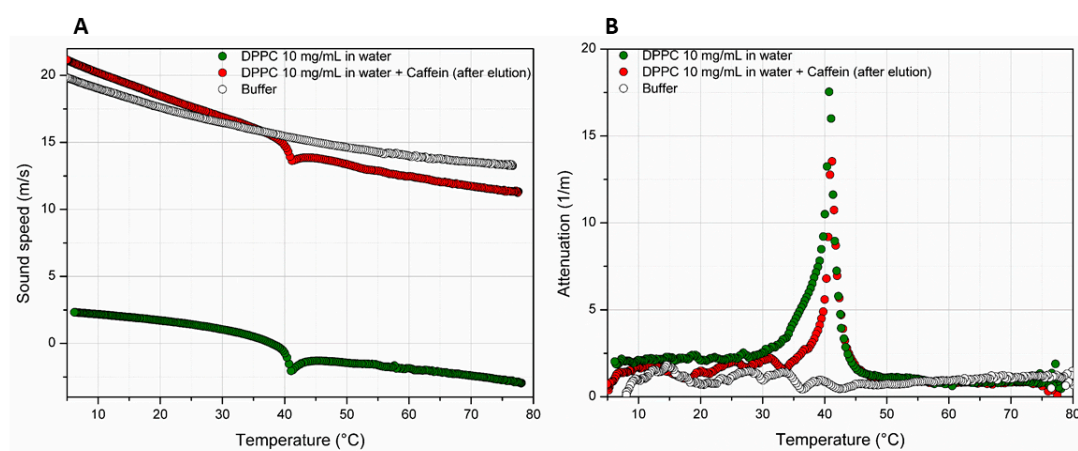 A
DPPC 10 mg/mL in water
DPPC 10 mg/mL in water + Caffein (after elution)
Buffer
20
15
10
5
0
Sound speed (m/s)
10 20 30 40 50 60 70 80
Temperature (°C)
B
DPPC 10 mg/mL in water
DPPC 10 mg/mL in water + Caffein (after elution)
Buffer
20
15
10
5
0
Attenuation (1/m)
10 20 30 40 50 60 70 80
Temperature (°C)